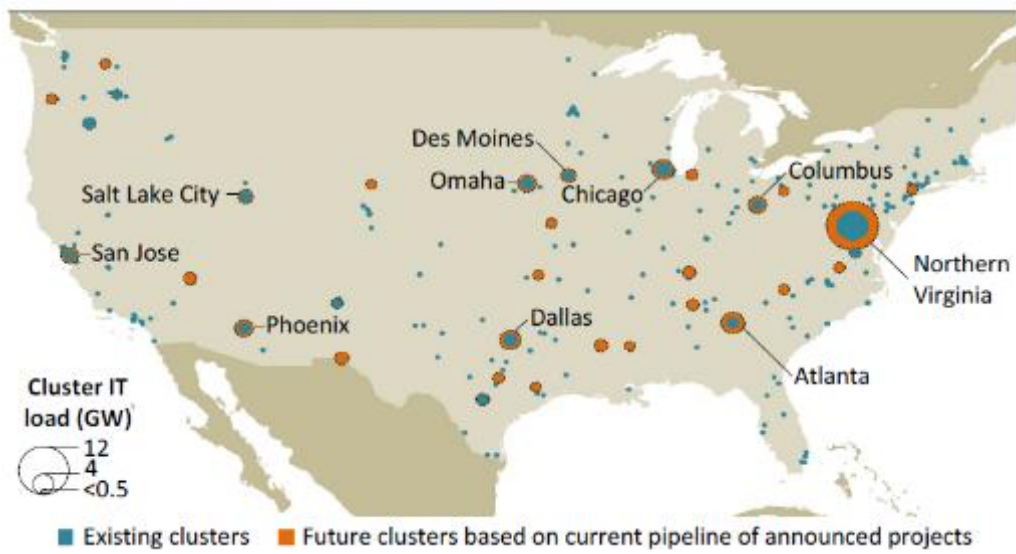 Des Moines
Omaha
Chicago
Columbus
Salt Lake City
San Jose
Northern
Virginia
Phoenix
Dallas
Atlanta
Cluster IT
load (GW)
12
4
<0.5
Existing clusters
Future clusters based on current pipeline of announced projects